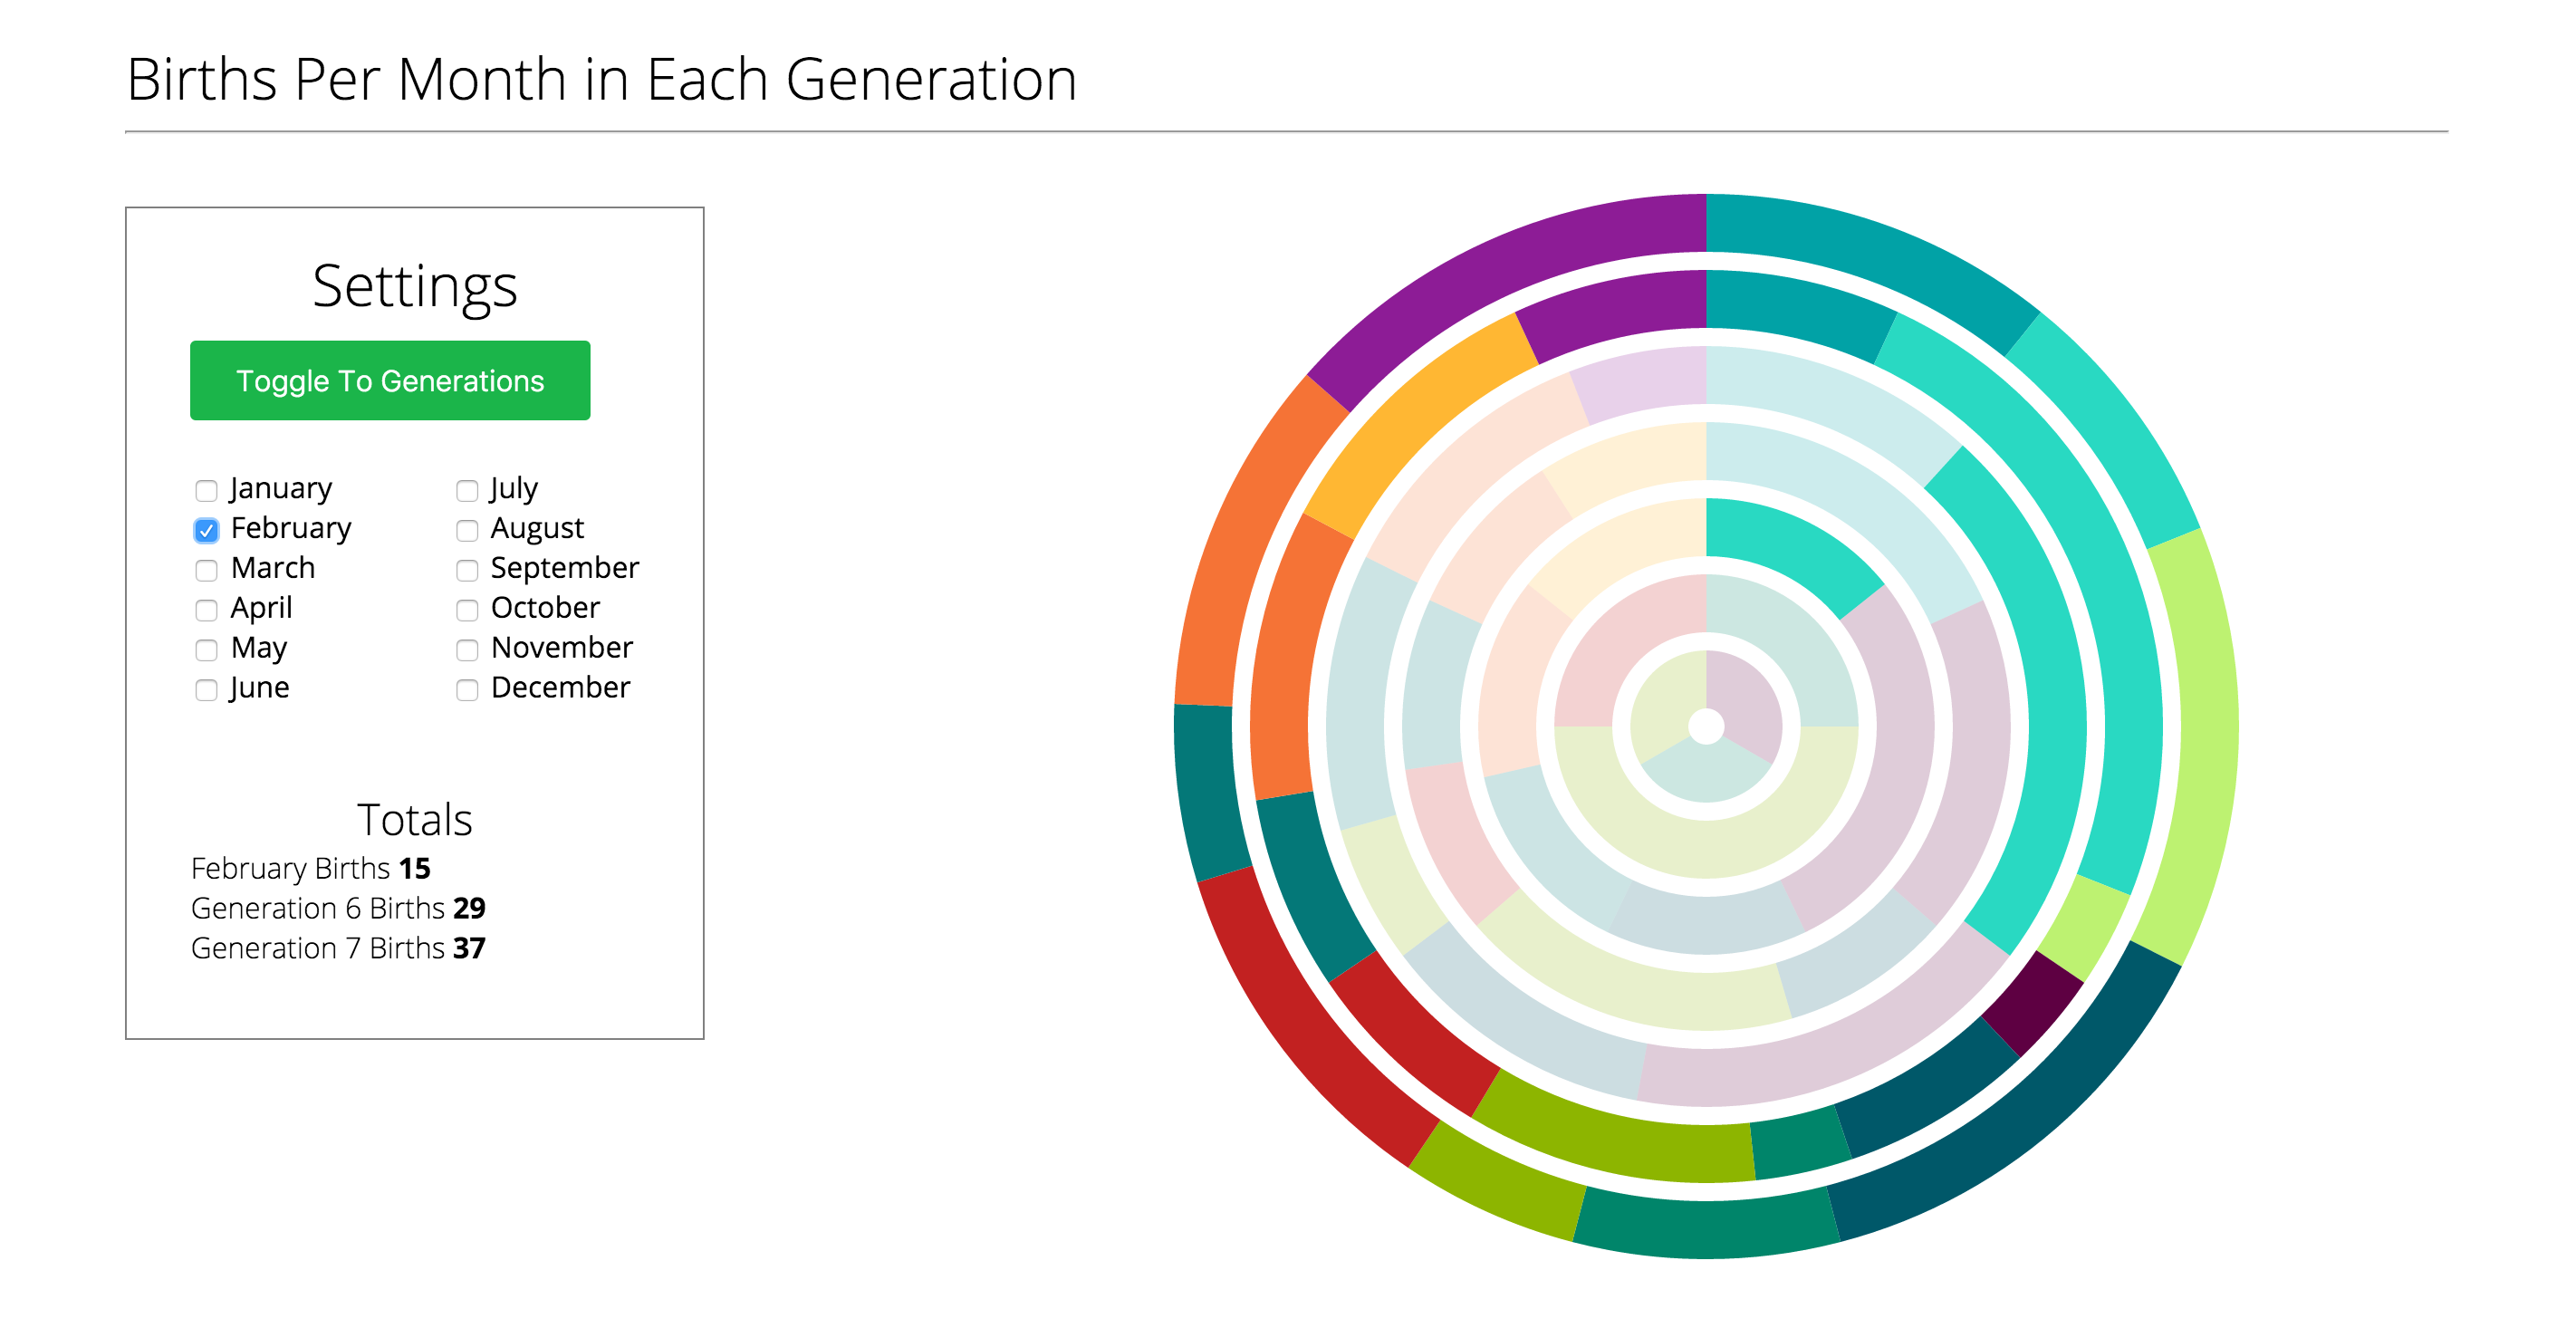 Births Per Month in Each Generation
Settings
Toggle To Generations
January
February
March
April
May
June
July
August
September
October
November
December
Totals
February Births 15
Generation 6 Births 29
Generation 7 Births 37